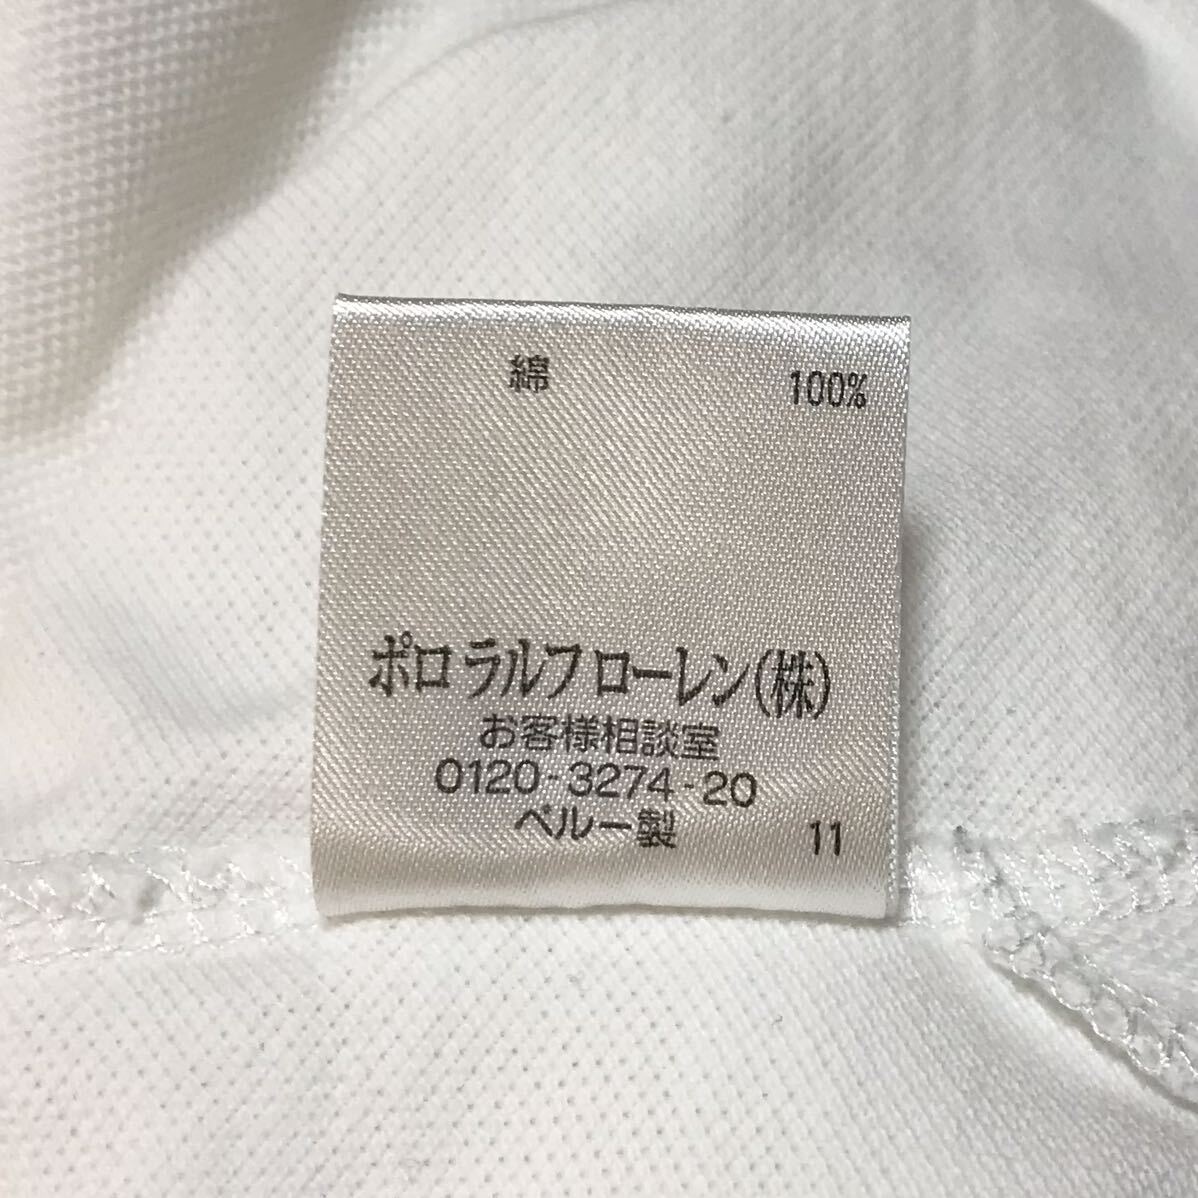 綿 100%
ポロ ラルフ ローレン(株)
お客様相談室
0120-3274-20
ペルー製 11